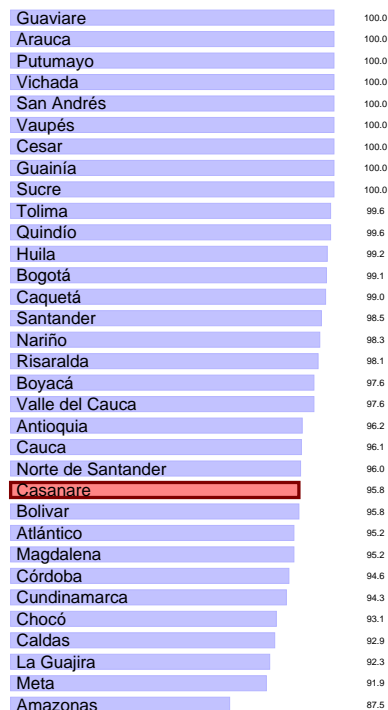 Guaviare 100.0
Arauca 100.0
Putumayo 100.0
Vichada 100.0
San Andrés 100.0
Vaupés 100.0
Cesar 100.0
Guainía 100.0
Sucre 100.0
Tolima 99.6
Quindío 99.6
Huila 99.2
Bogotá 99.1
Caquetá 99.0
Santander 98.5
Nariño 98.3
Risaralda 98.1
Boyacá 97.6
Valle del Cauca 97.6
Antioquia 96.2
Cauca 96.1
Norte de Santander 96.0
Casanare 95.8
Bolivar 95.8
Atlántico 95.2
Magdalena 95.2
Córdoba 94.6
Cundinamarca 94.3
Chocó 93.1
Caldas 92.9
La Guajira 92.3
Meta 91.9
Amazonas 87.5